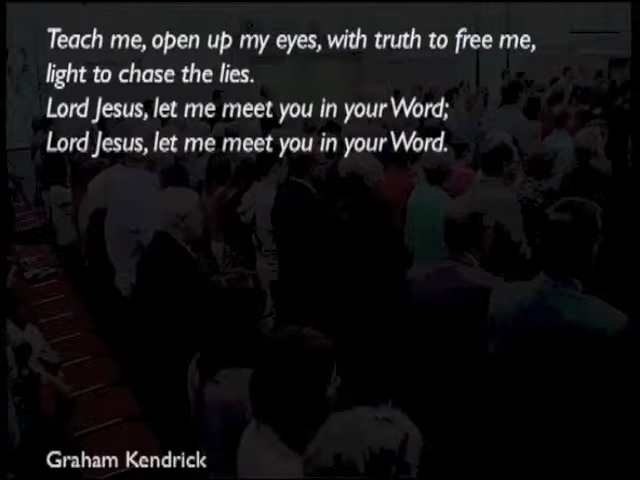 Teach me, open up my eyes, with truth to free me,
light to chase the lies.
Lord Jesus, let me meet you in your Word;
Lord Jesus, let me meet you in your Word.
Graham Kendrick